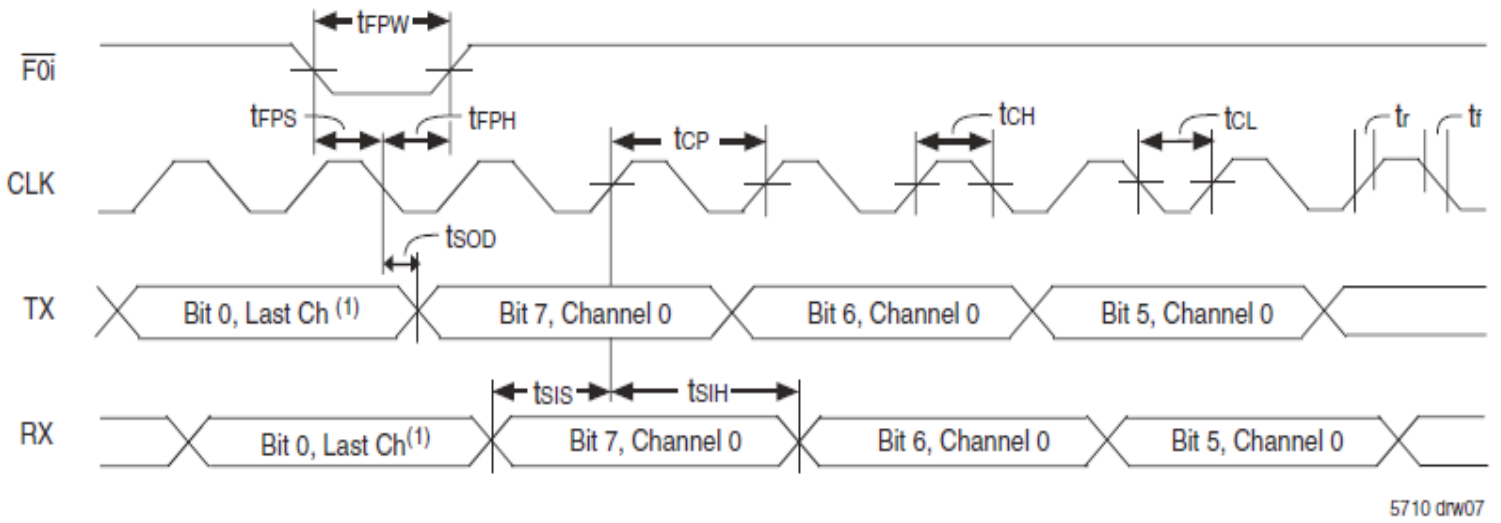 tFPW
F0i
tFPS tFPH tCP tCH tCL tr tf
CLK
tSOD
TX Bit 0, Last Ch (1) Bit 7, Channel 0 Bit 6, Channel 0 Bit 5, Channel 0
tSIS tSIH
RX Bit 0, Last Ch(1) Bit 7, Channel 0 Bit 6, Channel 0 Bit 5, Channel 0
5710 drw07